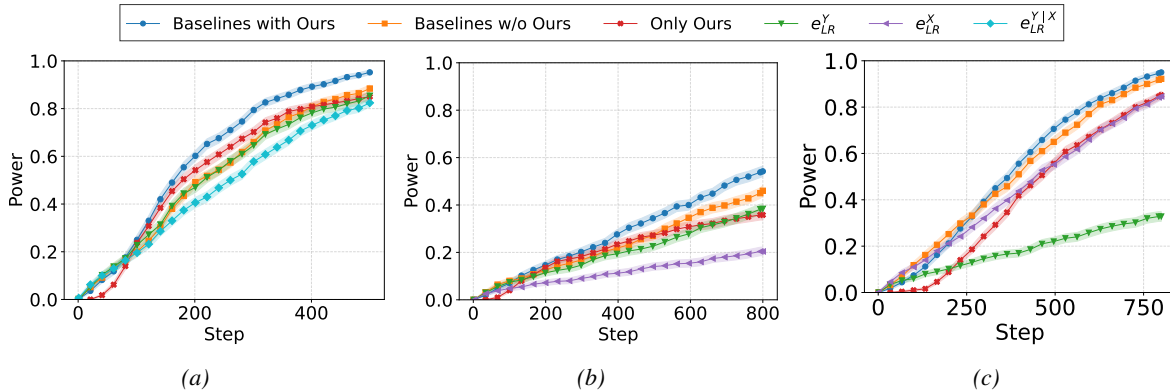 Baselines with Ours Baselines w/o Ours Only Ours e_{LR}^{Y} e_{LR}^{X} e_{LR}^{Y|X}
Power
1.0
0.8
0.6
0.4
0.2
0.0
0 200 400
Step
(a)
Power
1.0
0.8
0.6
0.4
0.2
0.0
0 200 400 600 800
Step
(b)
Power
1.0
0.8
0.6
0.4
0.2
0.0
0 250 500 750
Step
(c)